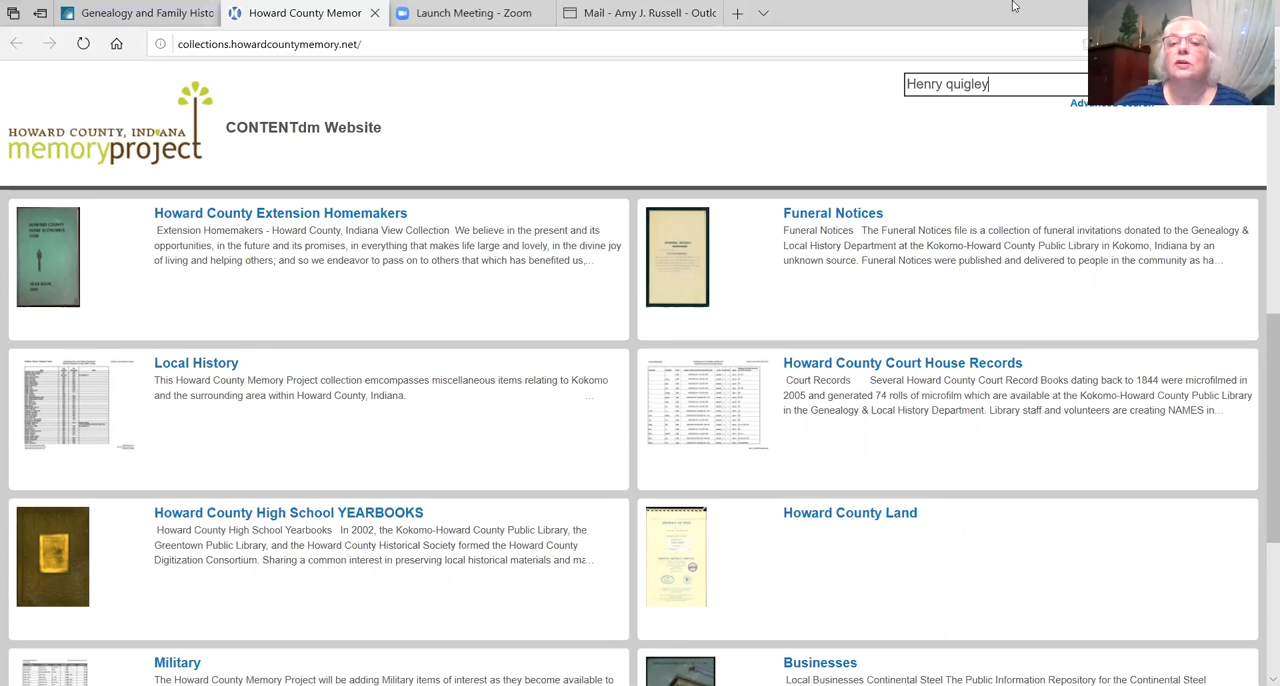 Genealogy and Family Histo
Howard County Memor
Launch Meeting - Zoom
Mail - Amy J. Russell - Outlo
collections.howardcountymemory.net/
Henry quigley
HOWARD COUNTY, INDIANA
memoryproject
CONTENTdm Website
Howard County Extension Homemakers
Extension Homemakers - Howard County, Indiana View Collection We believe in the present and its
opportunities, in the future and its promises, in everything that makes life large and lovely, in the divine joy
of living and helping others; and so we endeavor to pass on to others that which has benefited us,...
Funeral Notices
Funeral Notices The Funeral Notices file is a collection of funeral invitations donated to the Genealogy &
Local History Department at the Kokomo-Howard County Public Library in Kokomo, Indiana by an
unknown source. Funeral Notices were published and delivered to people in the community as ha...
Local History
This Howard County Memory Project collection encompasses miscellaneous items relating to Kokomo
and the surrounding area within Howard County, Indiana. ...
Howard County Court House Records
Court Records Several Howard County Court Record Books dating back to 1844 were microfilmed in
2005 and generated 74 rolls of microfilm which are available at the Kokomo-Howard County Public Library
in the Genealogy & Local History Department. Library staff and volunteers are creating NAMES in...
Howard County High School YEARBOOKS
Howard County High School Yearbooks In 2002, the Kokomo-Howard County Public Library, the
Greentown Public Library, and the Howard County Historical Society formed the Howard County
Digitization Consortium. Sharing a common interest in preserving local historical materials and ma...
Howard County Land
Military
The Howard County Memory Project will be adding Military items of interest as they become available to
Businesses
Local Businesses Continental Steel The Public Information Repository for the Continental Steel